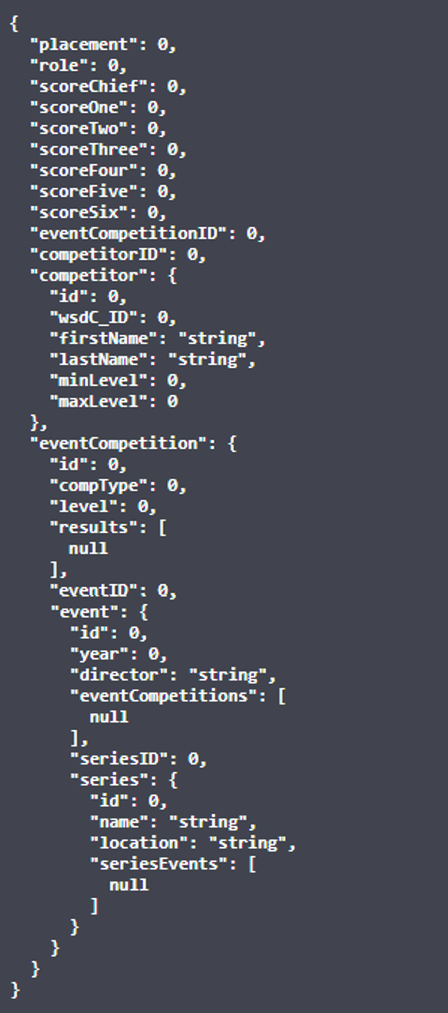 {
  "placement": 0,
  "role": 0,
  "scoreChief": 0,
  "scoreOne": 0,
  "scoreTwo": 0,
  "scoreThree": 0,
  "scoreFour": 0,
  "scoreFive": 0,
  "scoreSix": 0,
  "eventCompetitionID": 0,
  "competitorID": 0,
  "competitor": {
    "id": 0,
    "wsdC_ID": 0,
    "firstName": "string",
    "lastName": "string",
    "minLevel": 0,
    "maxLevel": 0
  },
  "eventCompetition": {
    "id": 0,
    "compType": 0,
    "level": 0,
    "results": [
      null
    ],
    "eventID": 0,
    "event": {
      "id": 0,
      "year": 0,
      "director": "string",
      "eventCompetitions": [
        null
      ],
      "seriesID": 0,
      "series": {
        "id": 0,
        "name": "string",
        "location": "string",
        "seriesEvents": [
          null
        ]
      }
    }
  }
}